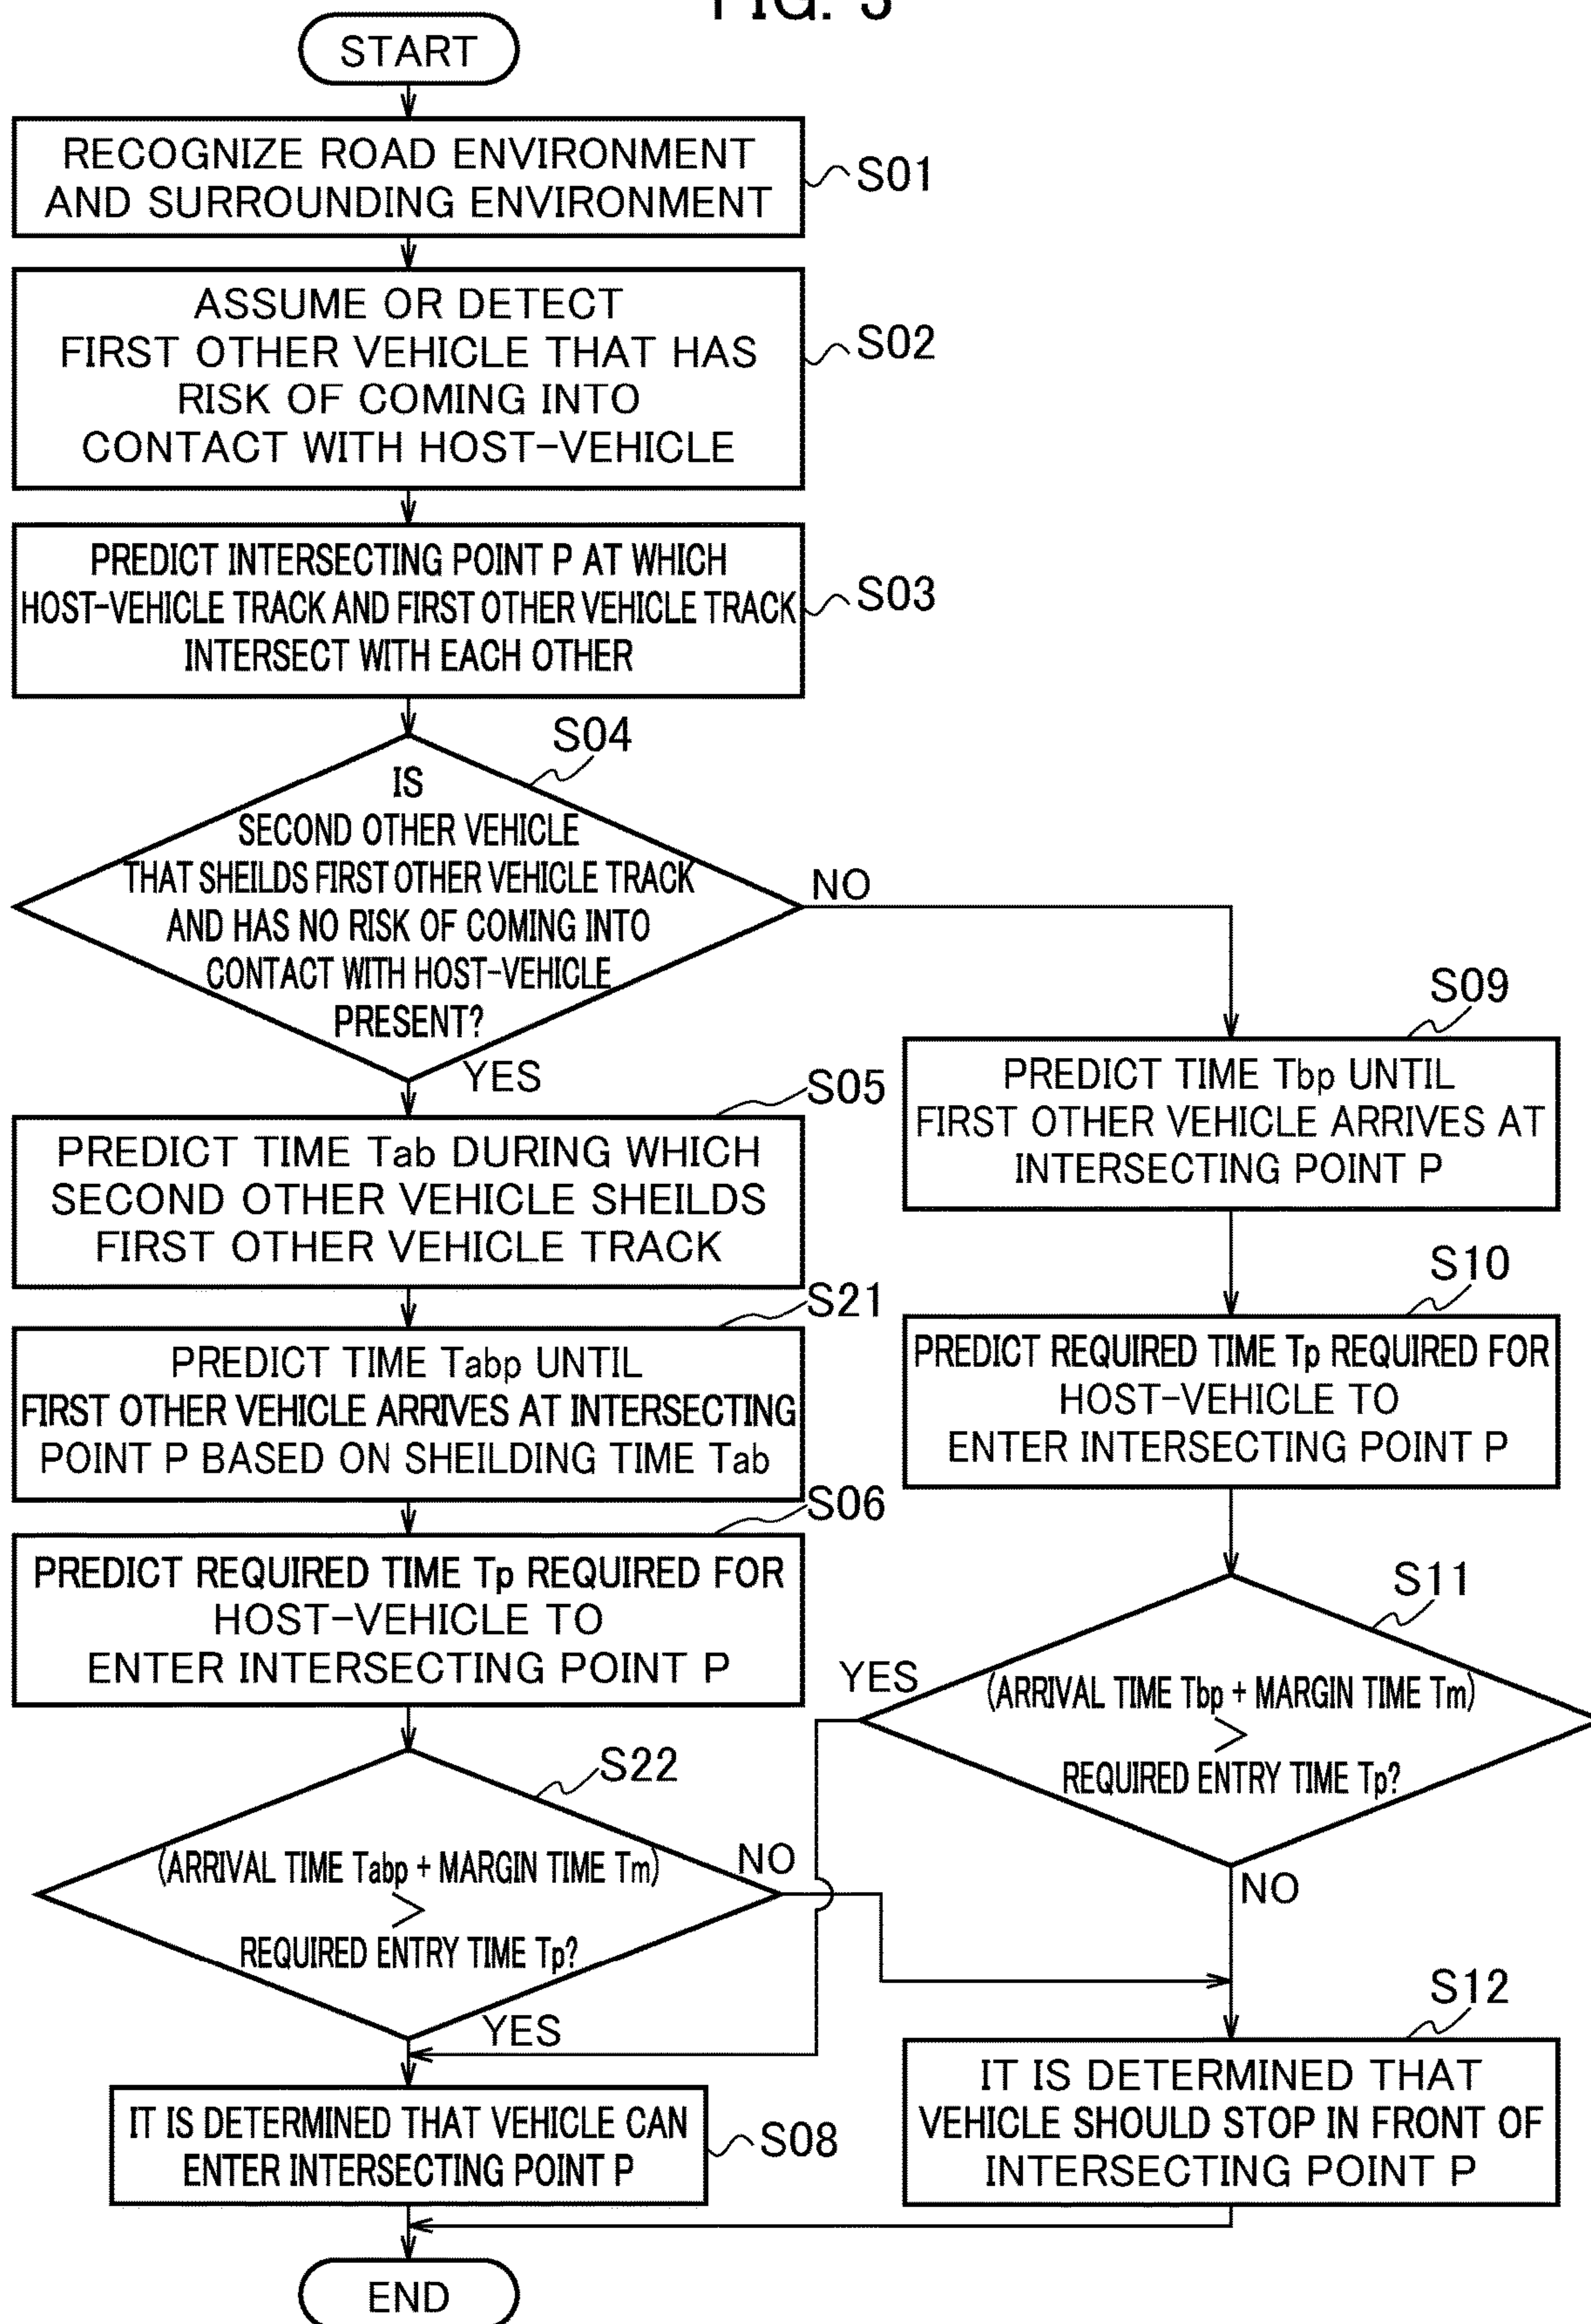 FIG. 3
START
RECOGNIZE ROAD ENVIRONMENT
AND SURROUNDING ENVIRONMENT
S01
ASSUME OR DETECT
FIRST OTHER VEHICLE THAT HAS
RISK OF COMING INTO
CONTACT WITH HOST-VEHICLE
S02
PREDICT INTERSECTING POINT P AT WHICH
HOST-VEHICLE TRACK AND FIRST OTHER VEHICLE TRACK
INTERSECT WITH EACH OTHER
S03
S04
IS
SECOND OTHER VEHICLE
THAT SHEILDS FIRST OTHER VEHICLE TRACK
AND HAS NO RISK OF COMING INTO
CONTACT WITH HOST-VEHICLE
PRESENT?
NO
YES
S05
PREDICT TIME Tab DURING WHICH
SECOND OTHER VEHICLE SHEILDS
FIRST OTHER VEHICLE TRACK
S21
PREDICT TIME Tabp UNTIL
FIRST OTHER VEHICLE ARRIVES AT INTERSECTING
POINT P BASED ON SHEILDING TIME Tab
S06
PREDICT REQUIRED TIME Tp REQUIRED FOR
HOST-VEHICLE TO
ENTER INTERSECTING POINT P
S22
(ARRIVAL TIME Tabp + MARGIN TIME Tm)
>
REQUIRED ENTRY TIME Tp?
NO
YES
IT IS DETERMINED THAT VEHICLE CAN
ENTER INTERSECTING POINT P
S08
S09
PREDICT TIME Tbp UNTIL
FIRST OTHER VEHICLE ARRIVES AT
INTERSECTING POINT P
S10
PREDICT REQUIRED TIME Tp REQUIRED FOR
HOST-VEHICLE TO
ENTER INTERSECTING POINT P
S11
YES
(ARRIVAL TIME Tbp + MARGIN TIME Tm)
>
REQUIRED ENTRY TIME Tp?
NO
S12
IT IS DETERMINED THAT
VEHICLE SHOULD STOP IN FRONT OF
INTERSECTING POINT P
END